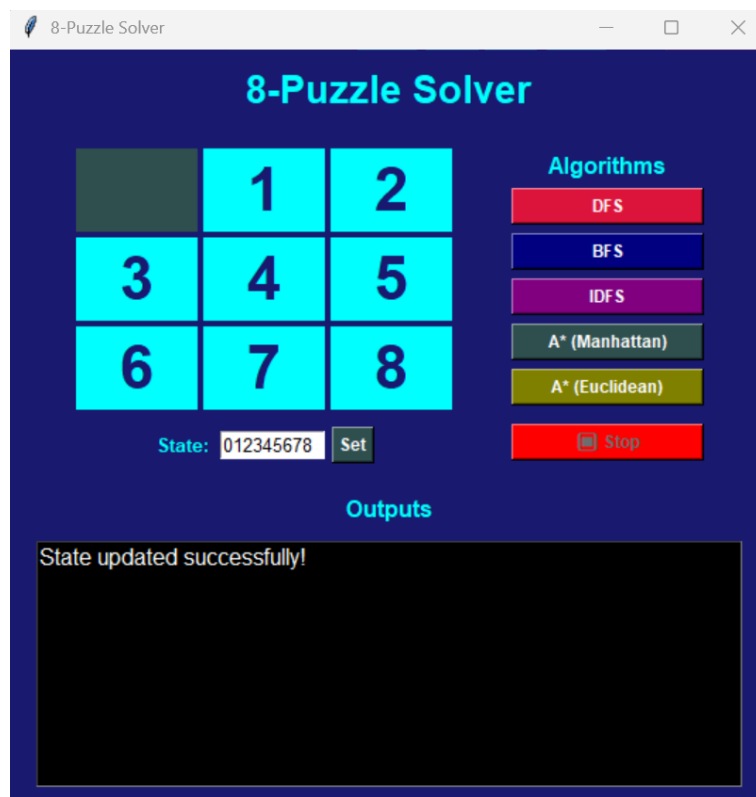 8-Puzzle Solver
8-Puzzle Solver
1 2
3 4 5
6 7 8
State: 012345678 Set
Algorithms
DFS
BFS
IDFS
A* (Manhattan)
A* (Euclidean)
Stop
Outputs
State updated successfully!